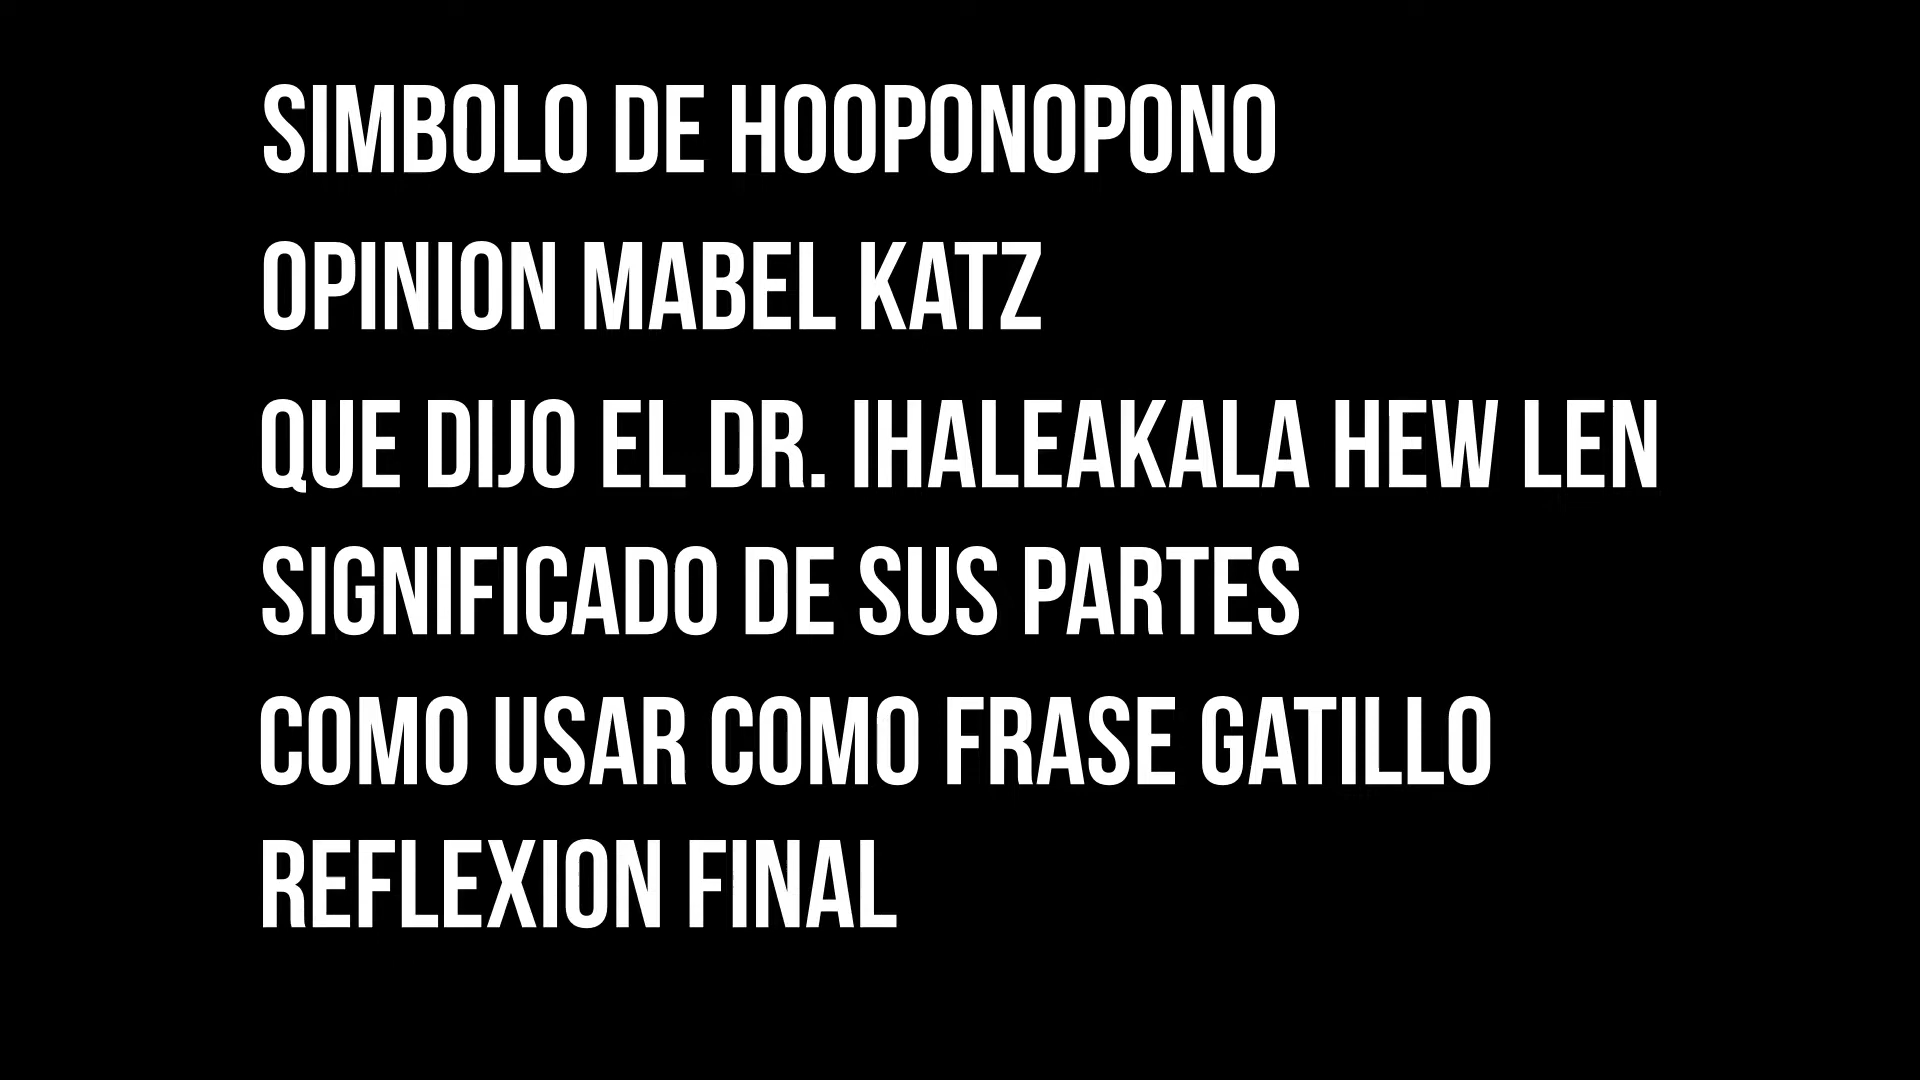 SIMBOLO DE HOOPONOPONO
OPINION MABEL KATZ
QUE DIJO EL DR. IHALEAKALA HEW LEN
SIGNIFICADO DE SUS PARTES
COMO USAR COMO FRASE GATILLO
REFLEXION FINAL